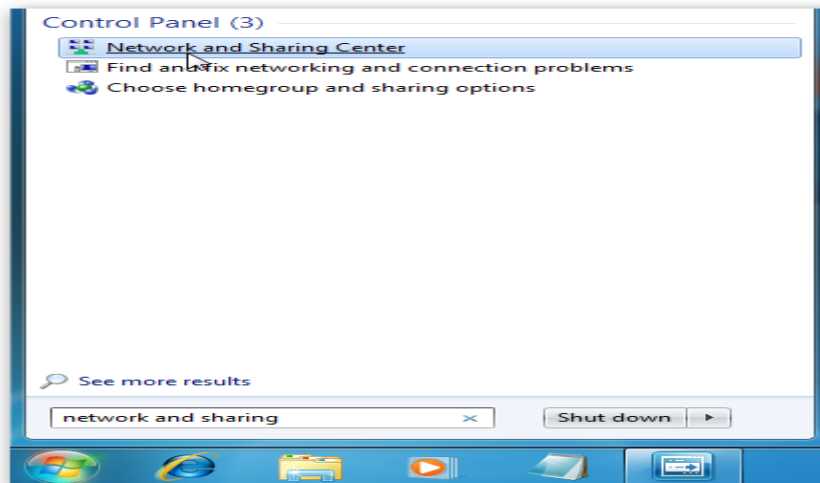 Control Panel (3)
Network and Sharing Center
Find and fix networking and connection problems
Choose homegroup and sharing options
See more results
network and sharing
Shut down